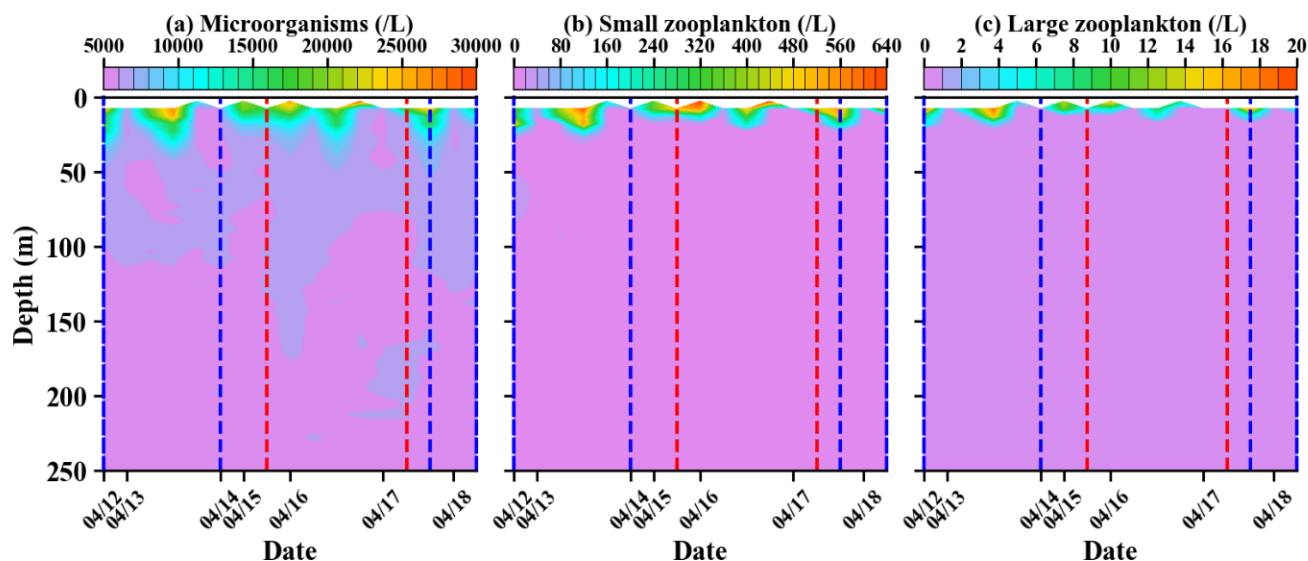 (a) Microorganisms (/L) (b) Small zooplankton (/L) (c) Large zooplankton (/L)
5000 10000 15000 20000 25000 30000 0 80 160 240 320 400 480 560 640 0 2 4 6 8 10 12 14 16 18 20
0
50
100
150
200
250
Depth (m)
04/12 04/13 04/14 04/15 04/16 04/17 04/18 04/12 04/13 04/14 04/15 04/16 04/17 04/18 04/12 04/13 04/14 04/15 04/16 04/17 04/18
Date Date Date